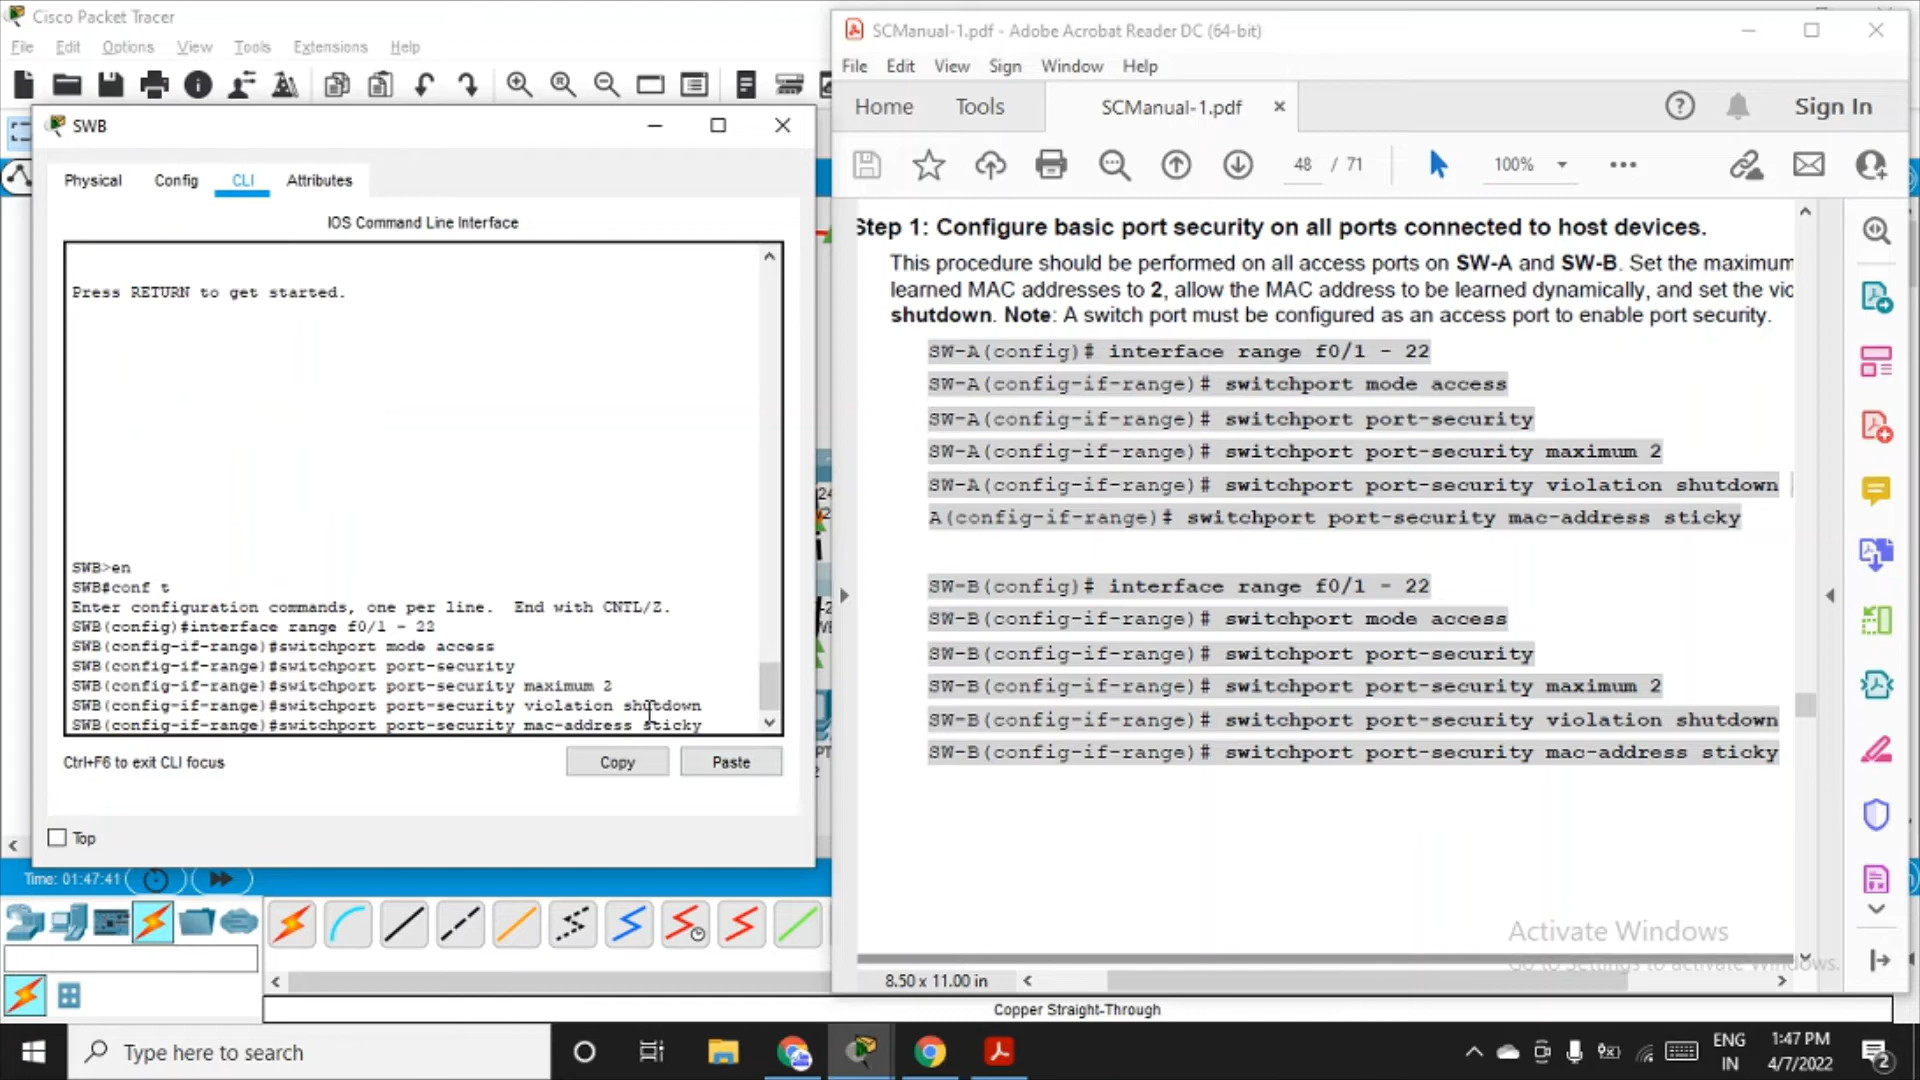 Cisco Packet Tracer
File Edit Options View Tools Extensions Help
SWB
Physical Config CLI Attributes
IOS Command Line Interface
Press RETURN to get started.
SWB>en
SWB#conf t
Enter configuration commands, one per line.  End with CNTL/Z.
SWB(config)#interface range f0/1 - 22
SWB(config-if-range)#switchport mode access
SWB(config-if-range)#switchport port-security
SWB(config-if-range)#switchport port-security maximum 2
SWB(config-if-range)#switchport port-security violation shutdown
SWB(config-if-range)#switchport port-security mac-address sticky
Ctrl+F6 to exit CLI focus
Copy Paste
Top
Time: 01:47:41
SCManual-1.pdf - Adobe Acrobat Reader DC (64-bit)
File Edit View Sign Window Help
Home Tools SCManual-1.pdf × Sign In
48 / 71 100%
Step 1: Configure basic port security on all ports connected to host devices.
This procedure should be performed on all access ports on SW-A and SW-B. Set the maximum
learned MAC addresses to 2, allow the MAC address to be learned dynamically, and set the vio
shutdown. Note: A switch port must be configured as an access port to enable port security.
SW-A(config)# interface range f0/1 - 22
SW-A(config-if-range)# switchport mode access
SW-A(config-if-range)# switchport port-security
SW-A(config-if-range)# switchport port-security maximum 2
SW-A(config-if-range)# switchport port-security violation shutdown
A(config-if-range)# switchport port-security mac-address sticky
SW-B(config)# interface range f0/1 - 22
SW-B(config-if-range)# switchport mode access
SW-B(config-if-range)# switchport port-security
SW-B(config-if-range)# switchport port-security maximum 2
SW-B(config-if-range)# switchport port-security violation shutdown
SW-B(config-if-range)# switchport port-security mac-address sticky
Activate Windows
Go to Settings to activate Windows.
8.50 x 11.00 in
Copper Straight-Through
Type here to search
ENG
IN
1:47 PM
4/7/2022
2